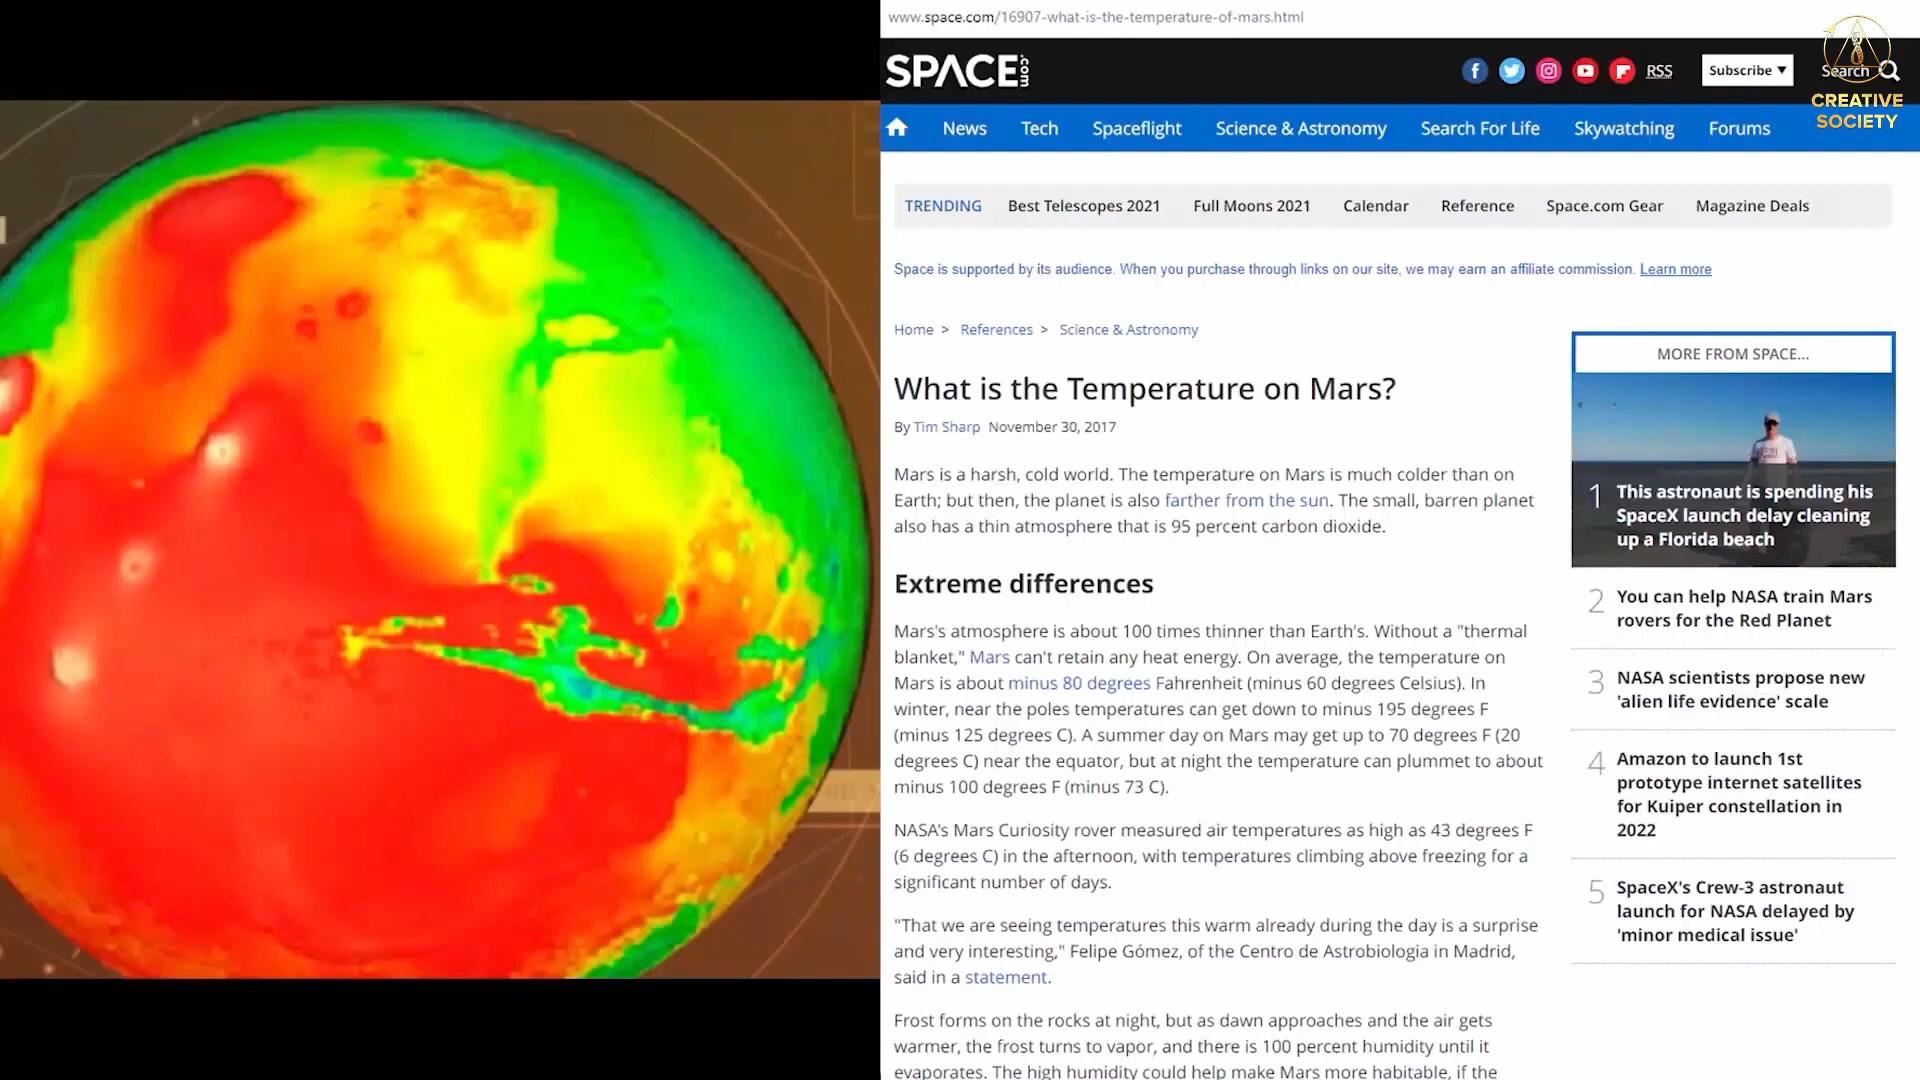 www.space.com/16907-what-is-the-temperature-of-mars.html
SPACE.com
RSS
Subscribe ▼
Search
CREATIVE
SOCIETY
News Tech Spaceflight Science & Astronomy Search For Life Skywatching Forums
TRENDING Best Telescopes 2021 Full Moons 2021 Calendar Reference Space.com Gear Magazine Deals
Space is supported by its audience. When you purchase through links on our site, we may earn an affiliate commission. Learn more
Home > References > Science & Astronomy
What is the Temperature on Mars?
By Tim Sharp November 30, 2017
Mars is a harsh, cold world. The temperature on Mars is much colder than on
Earth; but then, the planet is also farther from the sun. The small, barren planet
also has a thin atmosphere that is 95 percent carbon dioxide.
Extreme differences
Mars's atmosphere is about 100 times thinner than Earth's. Without a "thermal
blanket," Mars can't retain any heat energy. On average, the temperature on
Mars is about minus 80 degrees Fahrenheit (minus 60 degrees Celsius). In
winter, near the poles temperatures can get down to minus 195 degrees F
(minus 125 degrees C). A summer day on Mars may get up to 70 degrees F (20
degrees C) near the equator, but at night the temperature can plummet to about
minus 100 degrees F (minus 73 C).
NASA's Mars Curiosity rover measured air temperatures as high as 43 degrees F
(6 degrees C) in the afternoon, with temperatures climbing above freezing for a
significant number of days.
"That we are seeing temperatures this warm already during the day is a surprise
and very interesting," Felipe Gómez, of the Centro de Astrobiologia in Madrid,
said in a statement.
Frost forms on the rocks at night, but as dawn approaches and the air gets
warmer, the frost turns to vapor, and there is 100 percent humidity until it
evaporates. The high humidity could help make Mars more habitable, if the
MORE FROM SPACE...
1 This astronaut is spending his
SpaceX launch delay cleaning
up a Florida beach
2 You can help NASA train Mars
rovers for the Red Planet
3 NASA scientists propose new
'alien life evidence' scale
4 Amazon to launch 1st
prototype internet satellites
for Kuiper constellation in
2022
5 SpaceX's Crew-3 astronaut
launch for NASA delayed by
'minor medical issue'